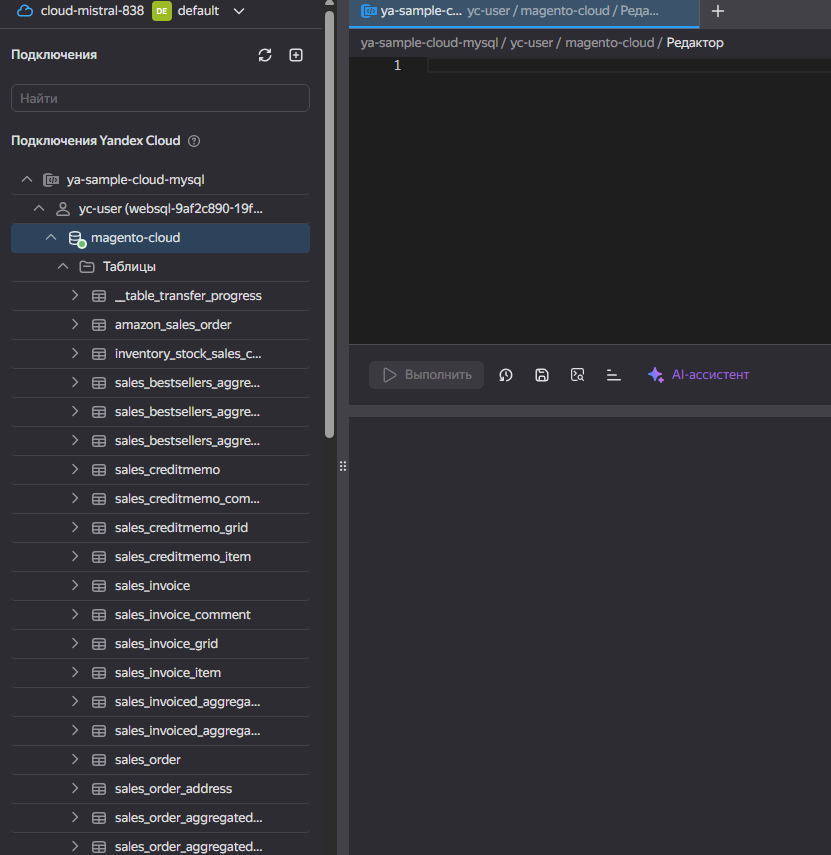 cloud-mistral-838 DE default
Подключения
Найти
Подключения Yandex Cloud
ya-sample-cloud-mysql
yc-user (websql-9af2c890-19f...
magento-cloud
Таблицы
__table_transfer_progress
amazon_sales_order
inventory_stock_sales_c...
sales_bestsellers_aggre...
sales_bestsellers_aggre...
sales_bestsellers_aggre...
sales_creditmemo
sales_creditmemo_com...
sales_creditmemo_grid
sales_creditmemo_item
sales_invoice
sales_invoice_comment
sales_invoice_grid
sales_invoice_item
sales_invoiced_aggrega...
sales_invoiced_aggrega...
sales_order
sales_order_address
sales_order_aggregated...
sales_order_aggregated...
ya-sample-c... yc-user / magento-cloud / Реда...
ya-sample-cloud-mysql / yc-user / magento-cloud / Редактор
1
Выполнить
AI-ассистент